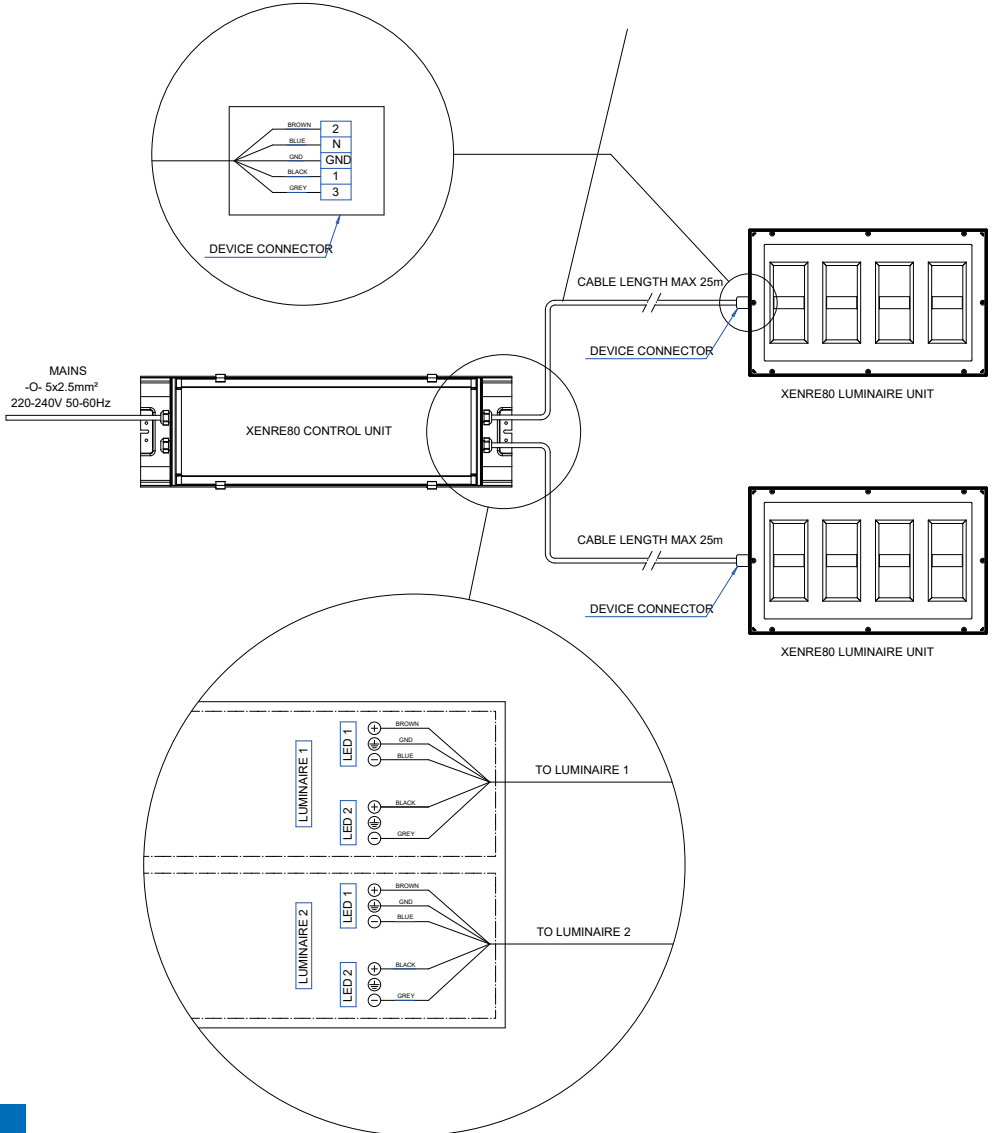 BROWN
2
BLUE
N
GND
GND
BLACK
1
GREY
3
DEVICE CONNECTOR
CABLE LENGTH MAX 25m
DEVICE CONNECTOR
XENRE80 LUMINAIRE UNIT
MAINS
-O- 5x2.5mm²
220-240V 50-60Hz
XENRE80 CONTROL UNIT
CABLE LENGTH MAX 25m
DEVICE CONNECTOR
XENRE80 LUMINAIRE UNIT
LUMINAIRE 1
LED 1
BROWN
GND
BLUE
LED 2
BLACK
GREY
TO LUMINAIRE 1
LUMINAIRE 2
LED 1
BROWN
GND
BLUE
LED 2
BLACK
GREY
TO LUMINAIRE 2